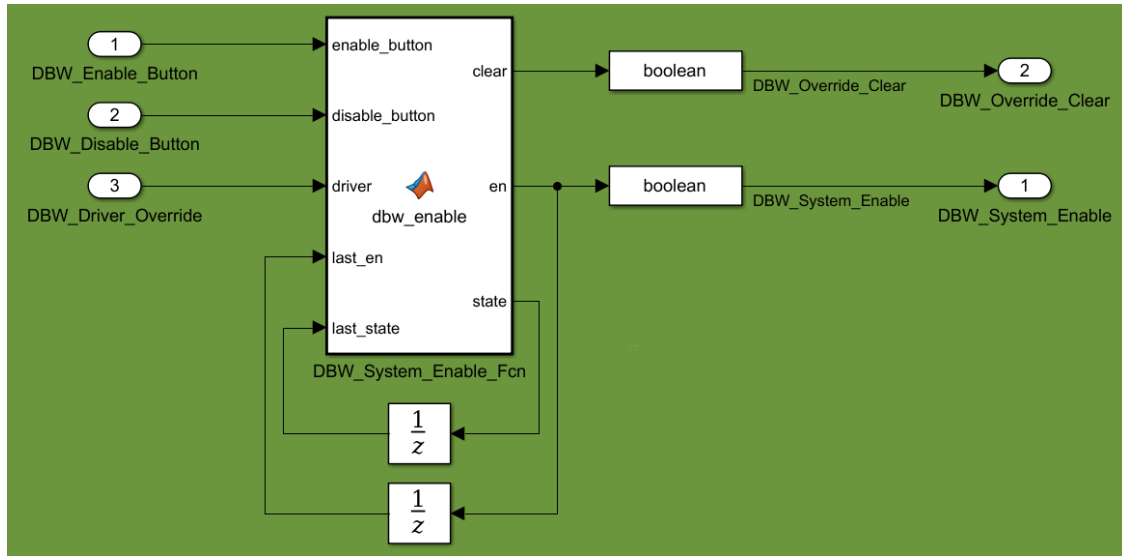 1
DBW_Enable_Button
2
DBW_Disable_Button
3
DBW_Driver_Override
enable_button
disable_button
driver
last_en
last_state
dbw_enable
clear
en
state
DBW_System_Enable_Fcn
1
z
1
z
boolean
DBW_Override_Clear
2
DBW_Override_Clear
boolean
DBW_System_Enable
1
DBW_System_Enable